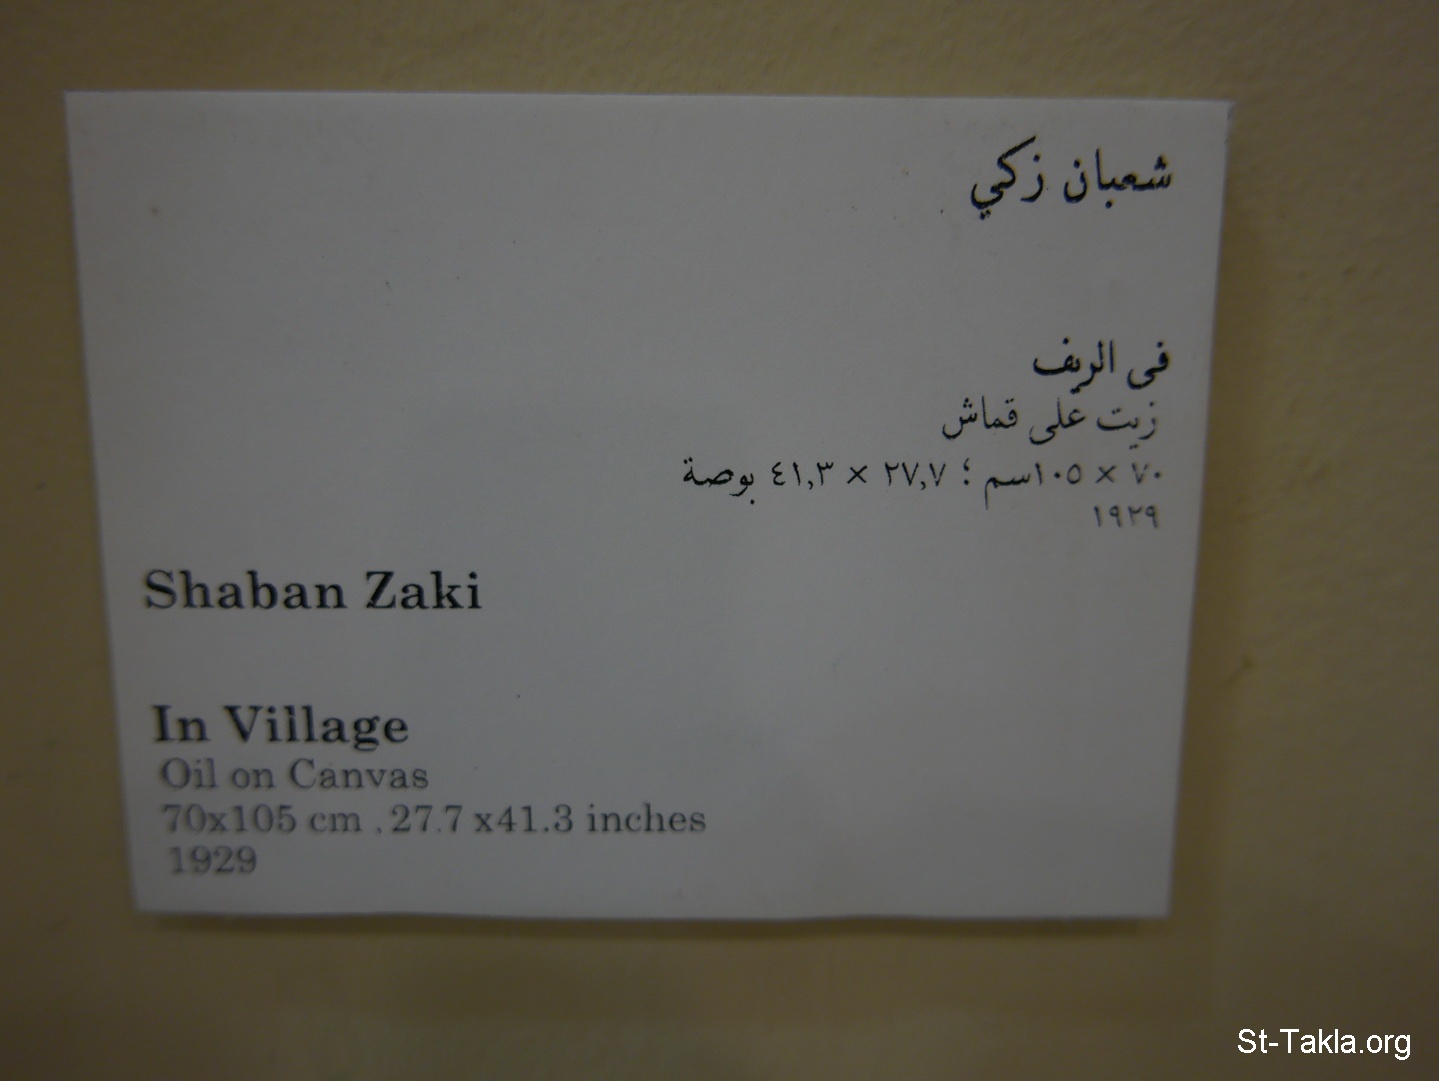 شعبان زكي
فى الريف
زيت على قماش
٧٠ × ١٠٥سم ؛ ٢٧,٧ × ٤١,٣ بوصة
١٩٢٩
Shaban Zaki
In Village
Oil on Canvas
70x105 cm , 27.7 x41.3 inches
1929
St-Takla.org